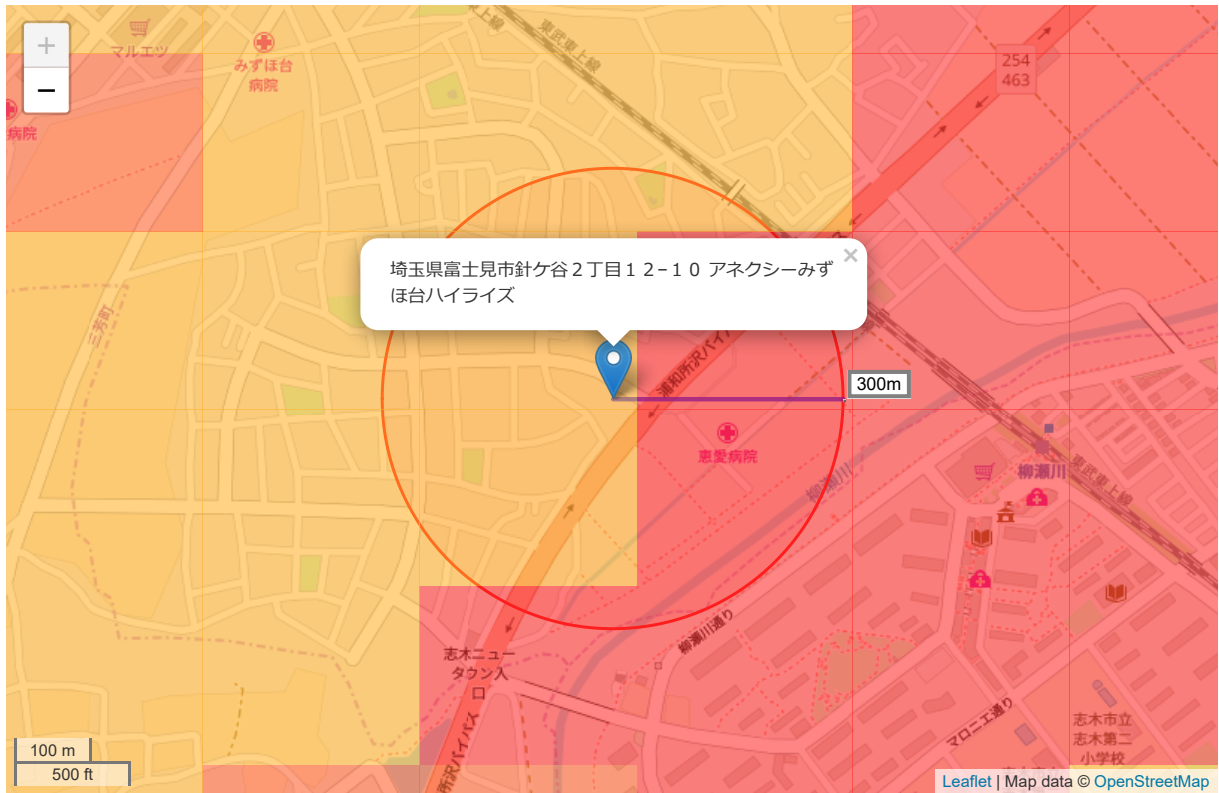 +
−
マルエツ
みずほ台
病院
病院
東武東上線
254
463
三芳町
埼玉県富士見市針ケ谷２丁目１２−１０ アネクシーみず
ほ台ハイライズ
×
浦和所沢バイパ
300m
恵愛病院
柳瀬川
柳瀬川
東武東上線
柳瀬川通り
志木ニュー
タウン入
口
所沢バイパス
マロニエ通り
志木市立
志木第二
小学校
100 m
500 ft
Leaflet | Map data © OpenStreetMap